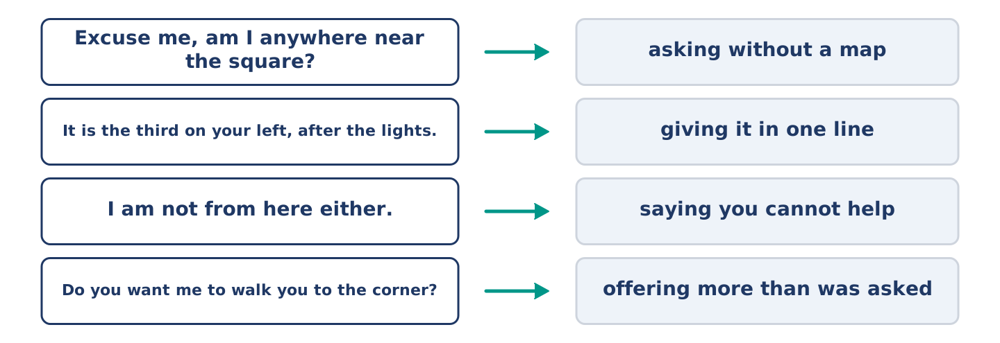 Excuse me, am I anywhere near
the square?
asking without a map
It is the third on your left, after the lights.
giving it in one line
I am not from here either.
saying you cannot help
Do you want me to walk you to the corner?
offering more than was asked